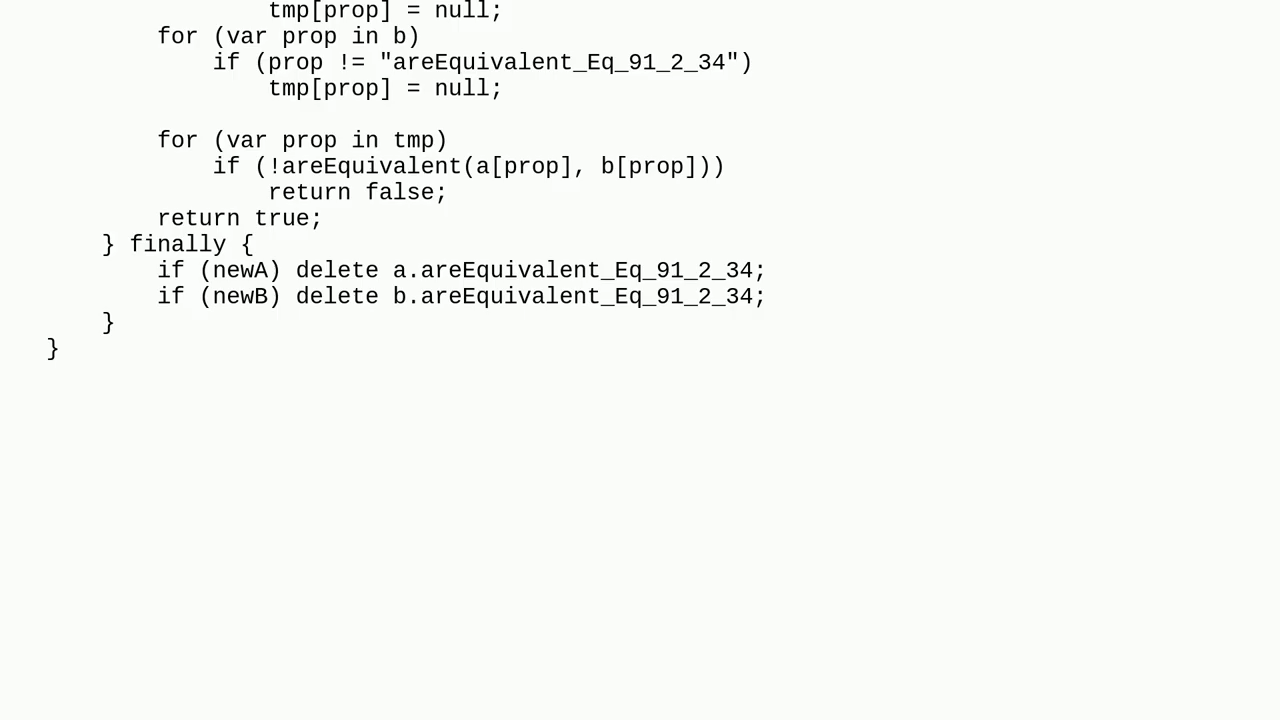 tmp[prop] = null;
for (var prop in b)
if (prop != "areEquivalent_Eq_91_2_34")
tmp[prop] = null;
for (var prop in tmp)
if (!areEquivalent(a[prop], b[prop]))
return false;
return true;
} finally {
if (newA) delete a.areEquivalent_Eq_91_2_34;
if (newB) delete b.areEquivalent_Eq_91_2_34;
}
}